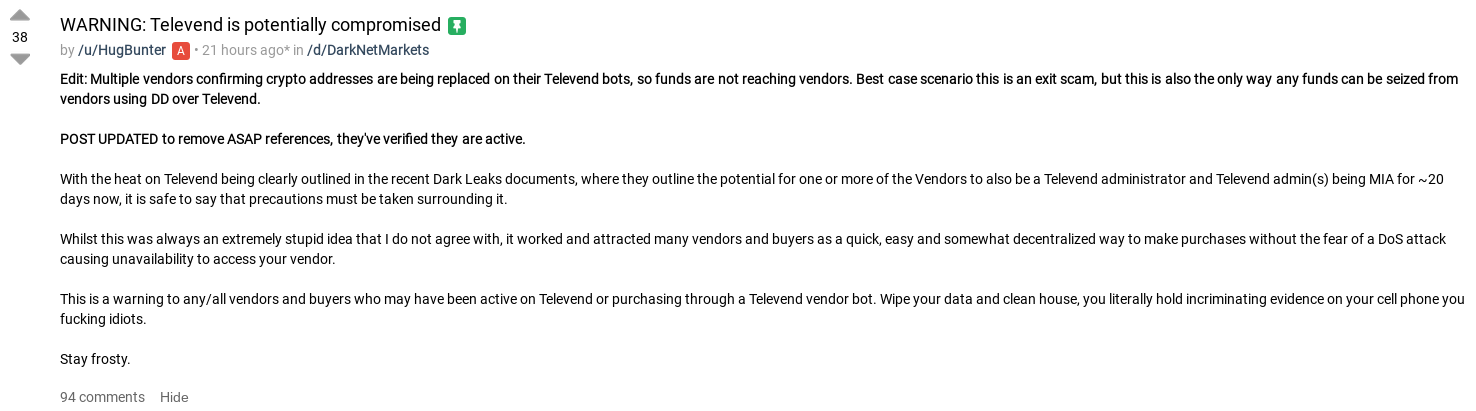 WARNING: Televend is potentially compromised
38
by /u/HugBunter A • 21 hours ago* in /d/DarkNetMarkets
Edit: Multiple vendors confirming crypto addresses are being replaced on their Televend bots, so funds are not reaching vendors. Best case scenario this is an exit scam, but this is also the only way any funds can be seized from
vendors using DD over Televend.
POST UPDATED to remove ASAP references, they've verified they are active.
With the heat on Televend being clearly outlined in the recent Dark Leaks documents, where they outline the potential for one or more of the Vendors to also be a Televend administrator and Televend admin(s) being MIA for ~20
days now, it is safe to say that precautions must be taken surrounding it.
Whilst this was always an extremely stupid idea that I do not agree with, it worked and attracted many vendors and buyers as a quick, easy and somewhat decentralized way to make purchases without the fear of a DoS attack
causing unavailability to access your vendor.
This is a warning to any/all vendors and buyers who may have been active on Televend or purchasing through a Televend vendor bot. Wipe your data and clean house, you literally hold incriminating evidence on your cell phone you
fucking idiots.
Stay frosty.
94 comments Hide